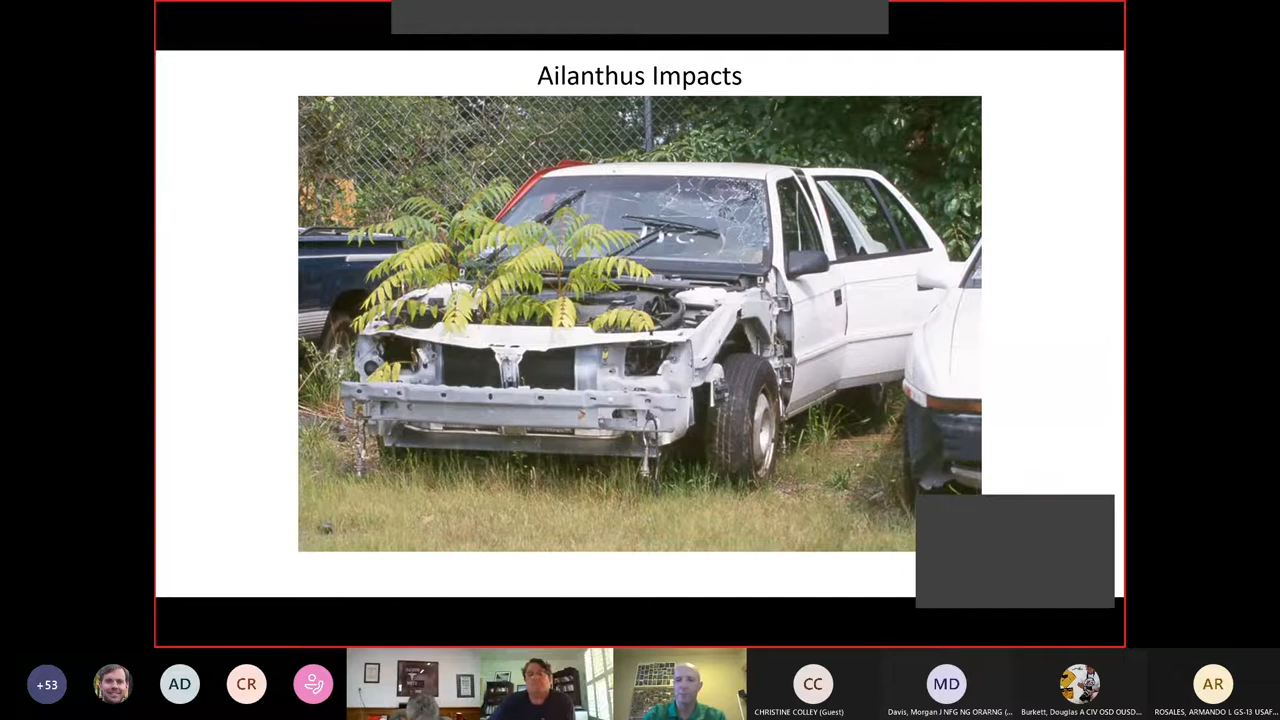 Ailanthus Impacts
+53
AD
CR
CC
MD
AR
CHRISTINE COLLEY (Guest)
Davis, Morgan J NFG NG ORARNG (...
Burkett, Douglas A CIV OSD OUSD...
ROSALES, ARMANDO L GS-13 USAF...